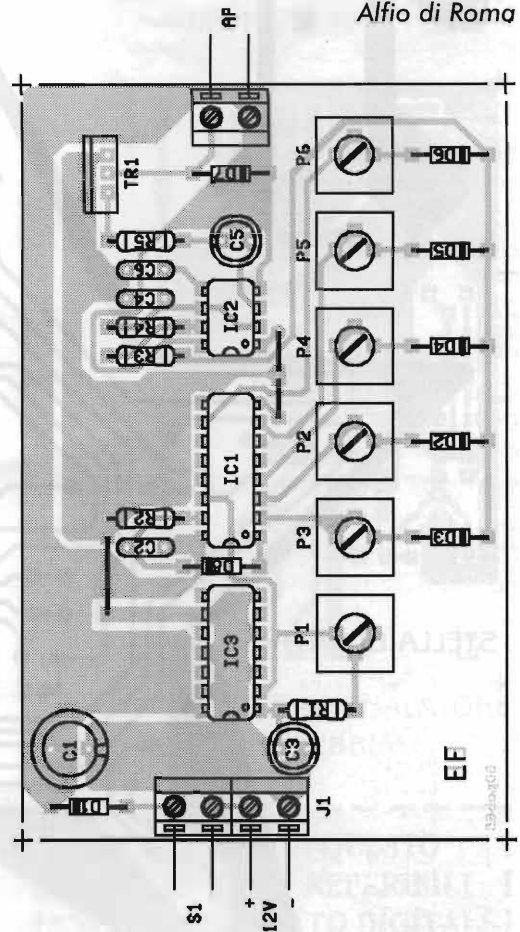 Alfio di Roma
AP
TR1
D7
P6
D6
R5
C5
P5
D5
C6
C4
IC2
R4
P4
D4
R3
IC1
P2
D2
R2
C2
P3
D3
D8
IC3
P1
R1
C1
C3
EF
D1
J1
S1
+
12V
-